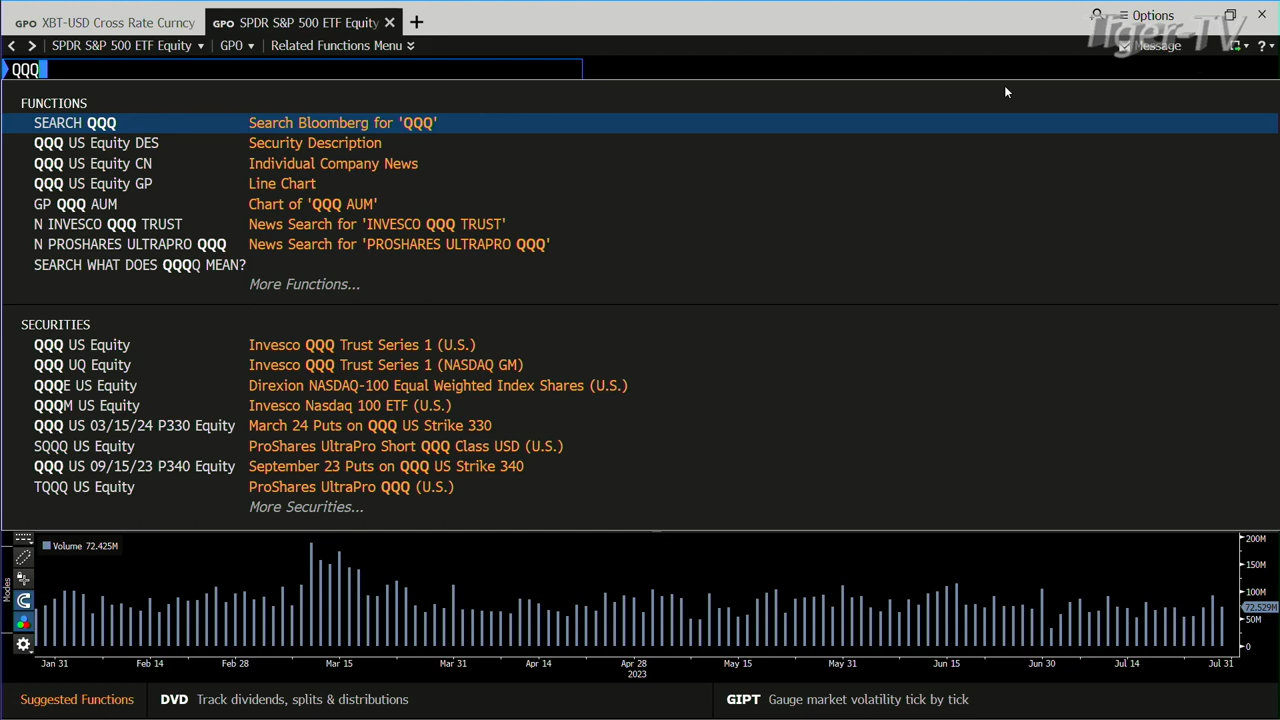 GPO XBT-USD Cross Rate Curncy GPO SPDR S&P 500 ETF Equity Options
Tiger-TV
SPDR S&P 500 ETF Equity GPO Related Functions Menu Message ?
QQQ
FUNCTIONS
SEARCH QQQ Search Bloomberg for 'QQQ'
QQQ US Equity DES Security Description
QQQ US Equity CN Individual Company News
QQQ US Equity GP Line Chart
GP QQQ AUM Chart of 'QQQ AUM'
N INVESCO QQQ TRUST News Search for 'INVESCO QQQ TRUST'
N PROSHARES ULTRAPRO QQQ News Search for 'PROSHARES ULTRAPRO QQQ'
SEARCH WHAT DOES QQQQ MEAN?
More Functions...
SECURITIES
QQQ US Equity Invesco QQQ Trust Series 1 (U.S.)
QQQ UQ Equity Invesco QQQ Trust Series 1 (NASDAQ GM)
QQQE US Equity Direxion NASDAQ-100 Equal Weighted Index Shares (U.S.)
QQQM US Equity Invesco Nasdaq 100 ETF (U.S.)
QQQ US 03/15/24 P330 Equity March 24 Puts on QQQ US Strike 330
SQQQ US Equity ProShares UltraPro Short QQQ Class USD (U.S.)
QQQ US 09/15/23 P340 Equity September 23 Puts on QQQ US Strike 340
TQQQ US Equity ProShares UltraPro QQQ (U.S.)
More Securities...
Modes
Volume 72.425M
200M
150M
100M
72.529M
50M
0
Jan 31 Feb 14 Feb 28 Mar 15 Mar 31 Apr 14 Apr 28 May 15 May 31 Jun 15 Jun 30 Jul 14 Jul 31
2023
Suggested Functions DVD Track dividends, splits & distributions GIPT Gauge market volatility tick by tick